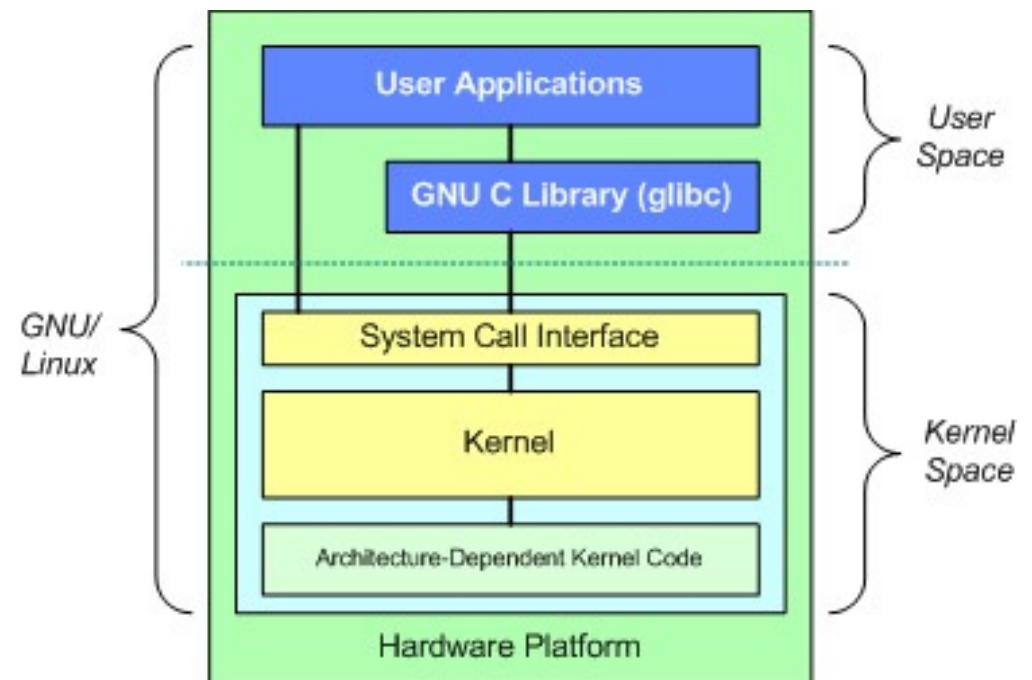 User Applications
User
Space
GNU C Library (glibc)
GNU/
Linux
System Call Interface
Kernel
Kernel
Space
Architecture-Dependent Kernel Code
Hardware Platform